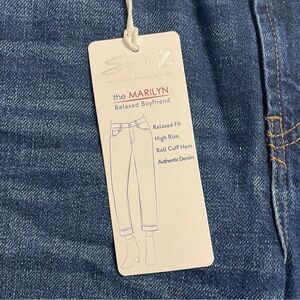 Seven7
the MARILYN
Relaxed Boyfriend
Relaxed Fit
High Rise
Roll Cuff Hem
Authentic Denim